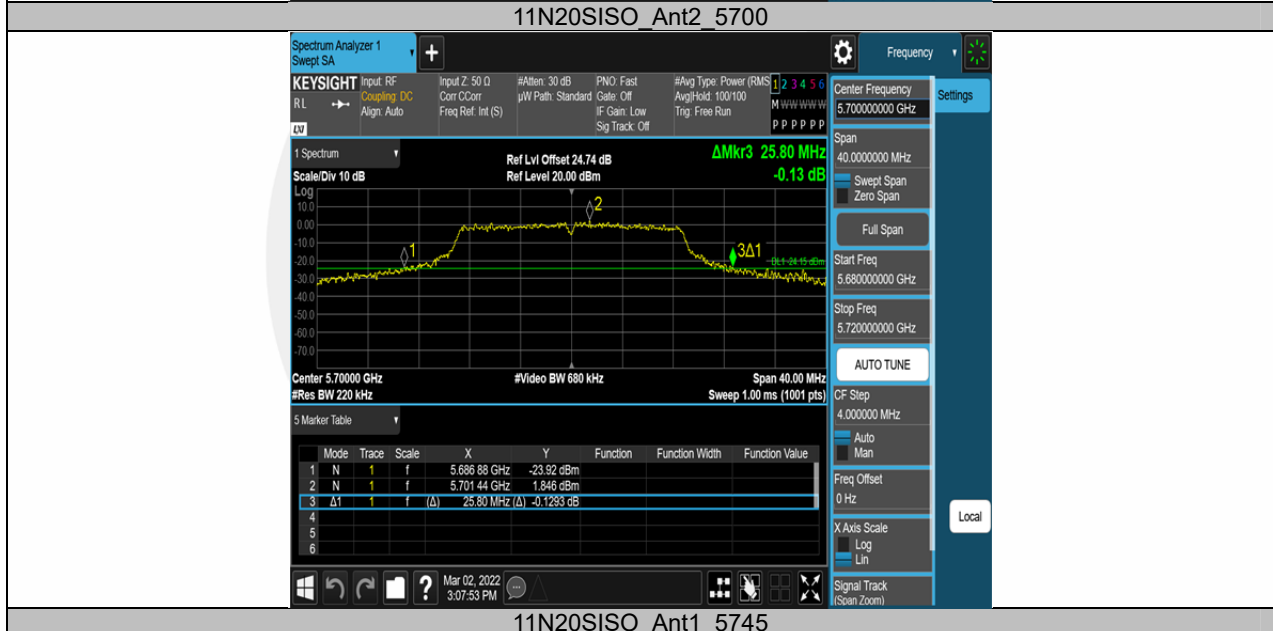 11N20SISO_Ant2_5700
Spectrum Analyzer 1
Swept SA
+
Frequency
KEYSIGHT
RL
LXI
Input: RF
Coupling: DC
Align: Auto
Input Z: 50 Ω
Corr CCorr
Freq Ref: Int (S)
#Atten: 30 dB
µW Path: Standard
PNO: Fast
Gate: Off
IF Gain: Low
Sig Track: Off
#Avg Type: Power (RMS
Avg|Hold: 100/100
Trig: Free Run
1 2 3 4 5 6
M W W W W W
P P P P P P
1 Spectrum
Scale/Div 10 dB
Ref Lvl Offset 24.74 dB
Ref Level 20.00 dBm
ΔMkr3 25.80 MHz
-0.13 dB
Log
10.0
0.00
-10.0
-20.0
-30.0
-40.0
-50.0
-60.0
-70.0
1
2
3Δ1
DL1 -24.15 dBm
Center 5.70000 GHz
#Res BW 220 kHz
#Video BW 680 kHz
Span 40.00 MHz
Sweep 1.00 ms (1001 pts)
5 Marker Table
Mode Trace Scale X Y Function Function Width Function Value
1 N 1 f 5.686 88 GHz -23.92 dBm
2 N 1 f 5.701 44 GHz 1.846 dBm
3 Δ1 1 f (Δ) 25.80 MHz (Δ) -0.1293 dB
4
5
6
?
Mar 02, 2022
3:07:53 PM
Center Frequency
5.700000000 GHz
Span
40.0000000 MHz
Swept Span
Zero Span
Full Span
Start Freq
5.680000000 GHz
Stop Freq
5.720000000 GHz
AUTO TUNE
CF Step
4.000000 MHz
Auto
Man
Freq Offset
0 Hz
X Axis Scale
Log
Lin
Signal Track
(Span Zoom)
Settings
Local
11N20SISO_Ant1_5745